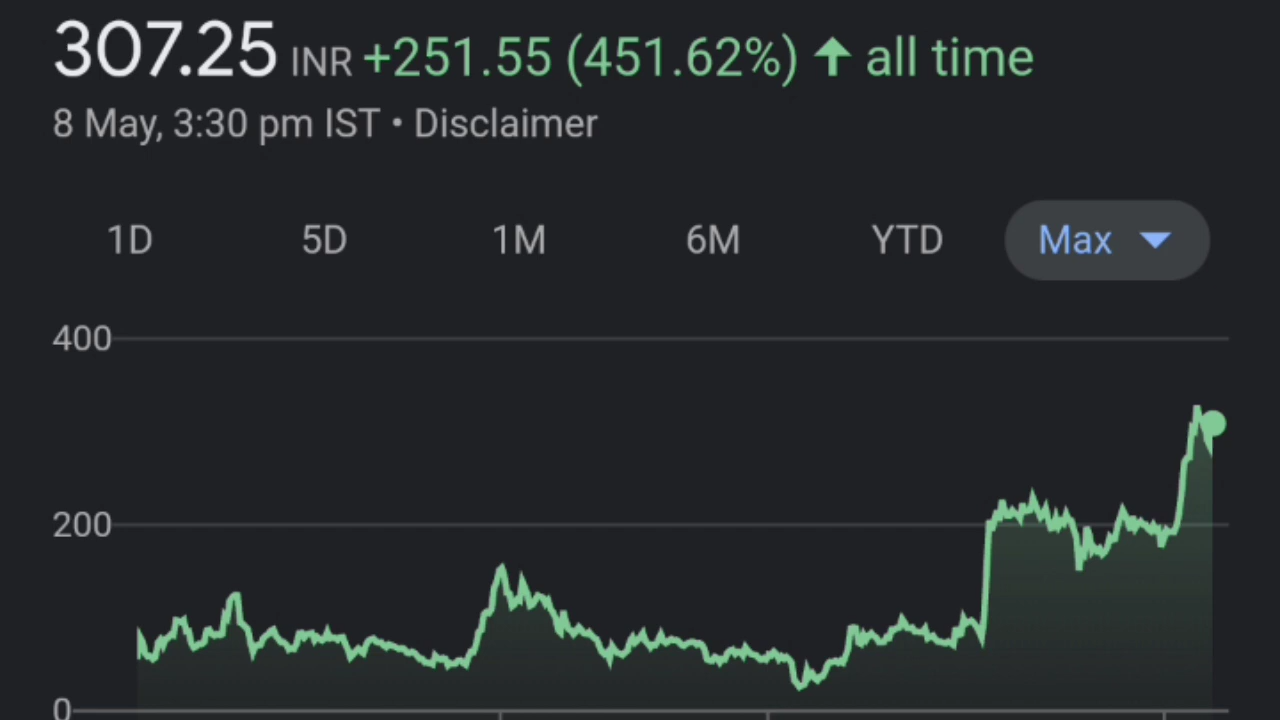 307.25 INR +251.55 (451.62%) ↑ all time
8 May, 3:30 pm IST • Disclaimer
1D 5D 1M 6M YTD Max
400
200
0